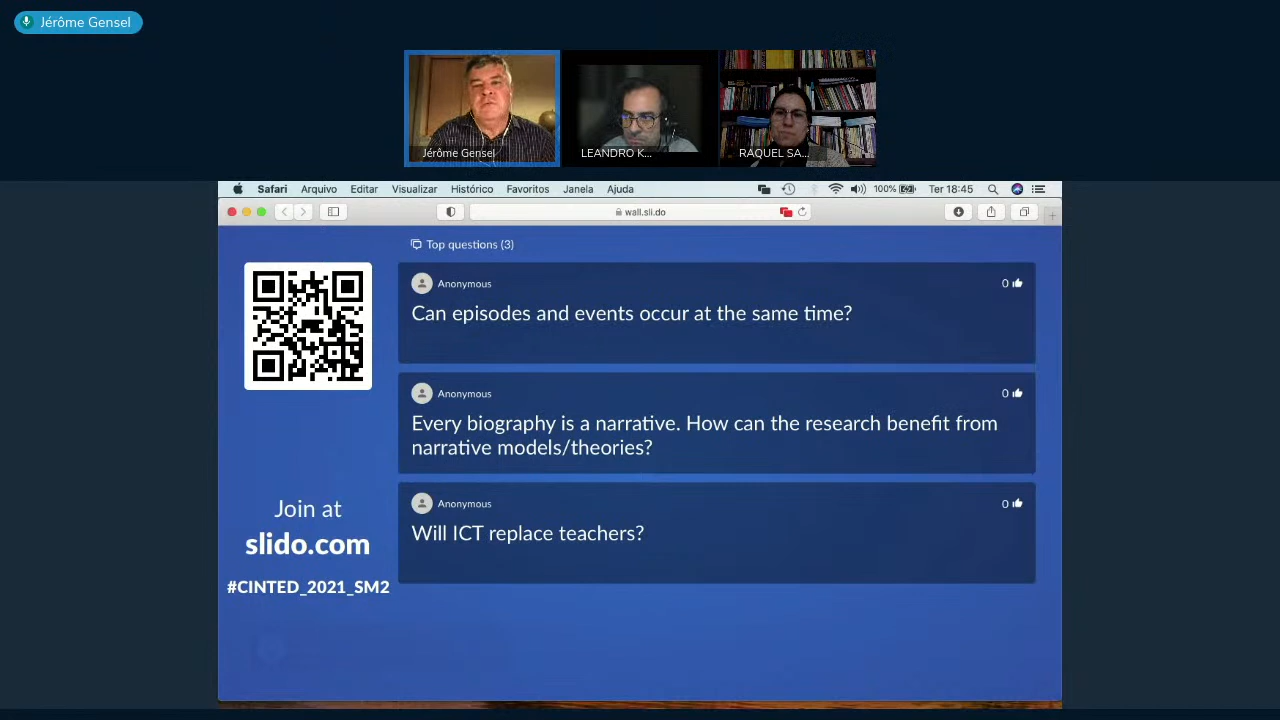 Jérôme Gensel
Jérôme Gensel
LEANDRO K...
RAQUEL SA...
Safari Arquivo Editar Visualizar Histórico Favoritos Janela Ajuda
100% Ter 18:45
wall.sli.do
Top questions (3)
Anonymous
0
Can episodes and events occur at the same time?
Anonymous
0
Every biography is a narrative. How can the research benefit from
narrative models/theories?
Anonymous
0
Will ICT replace teachers?
Join at
slido.com
#CINTED_2021_SM2